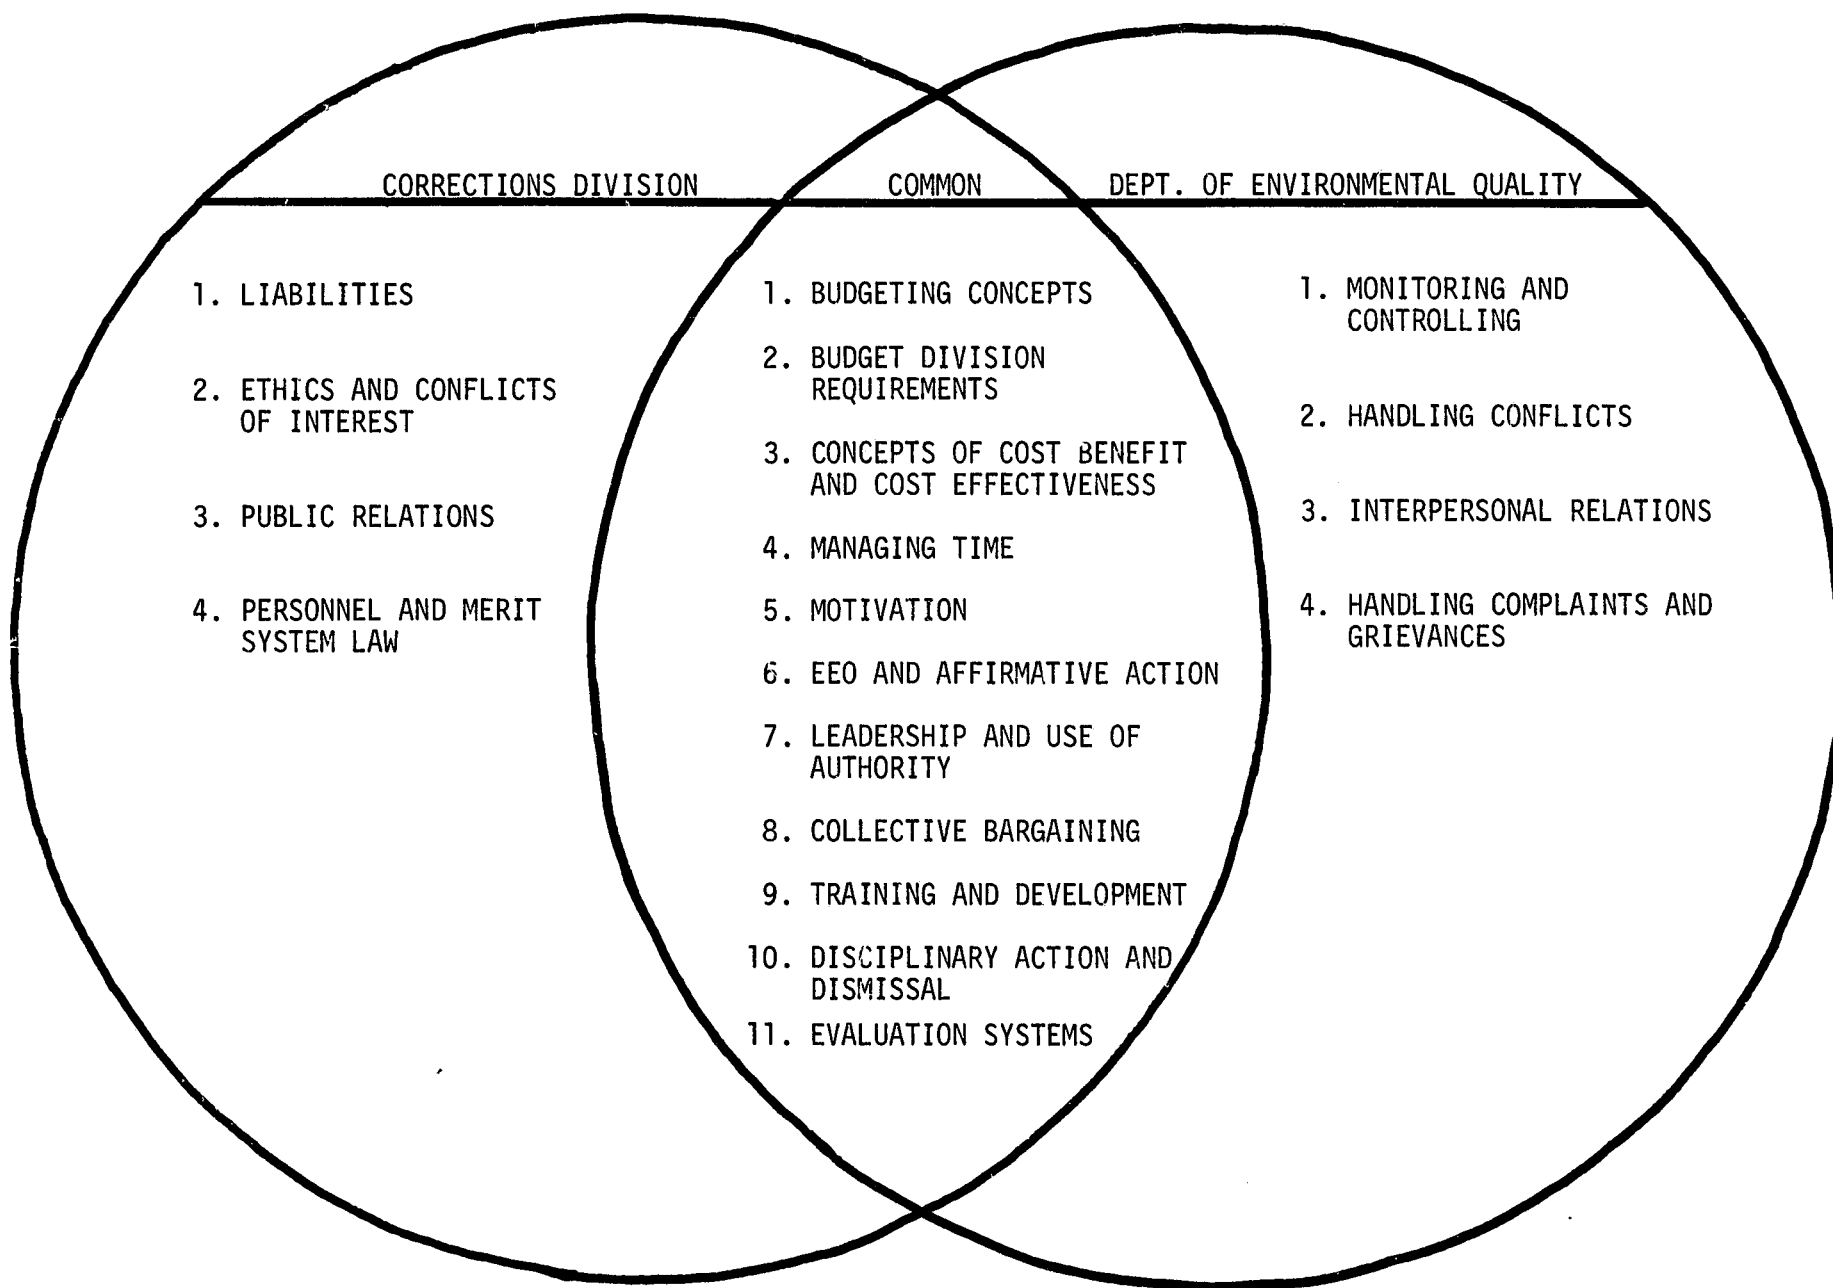 CORRECTIONS DIVISION
1. LIABILITIES
2. ETHICS AND CONFLICTS
OF INTEREST
3. PUBLIC RELATIONS
4. PERSONNEL AND MERIT
SYSTEM LAW
COMMON
1. BUDGETING CONCEPTS
2. BUDGET DIVISION
REQUIREMENTS
3. CONCEPTS OF COST BENEFIT
AND COST EFFECTIVENESS
4. MANAGING TIME
5. MOTIVATION
6. EEO AND AFFIRMATIVE ACTION
7. LEADERSHIP AND USE OF
AUTHORITY
8. COLLECTIVE BARGAINING
9. TRAINING AND DEVELOPMENT
10. DISCIPLINARY ACTION AND
DISMISSAL
11. EVALUATION SYSTEMS
DEPT. OF ENVIRONMENTAL QUALITY
1. MONITORING AND
CONTROLLING
2. HANDLING CONFLICTS
3. INTERPERSONAL RELATIONS
4. HANDLING COMPLAINTS AND
GRIEVANCES